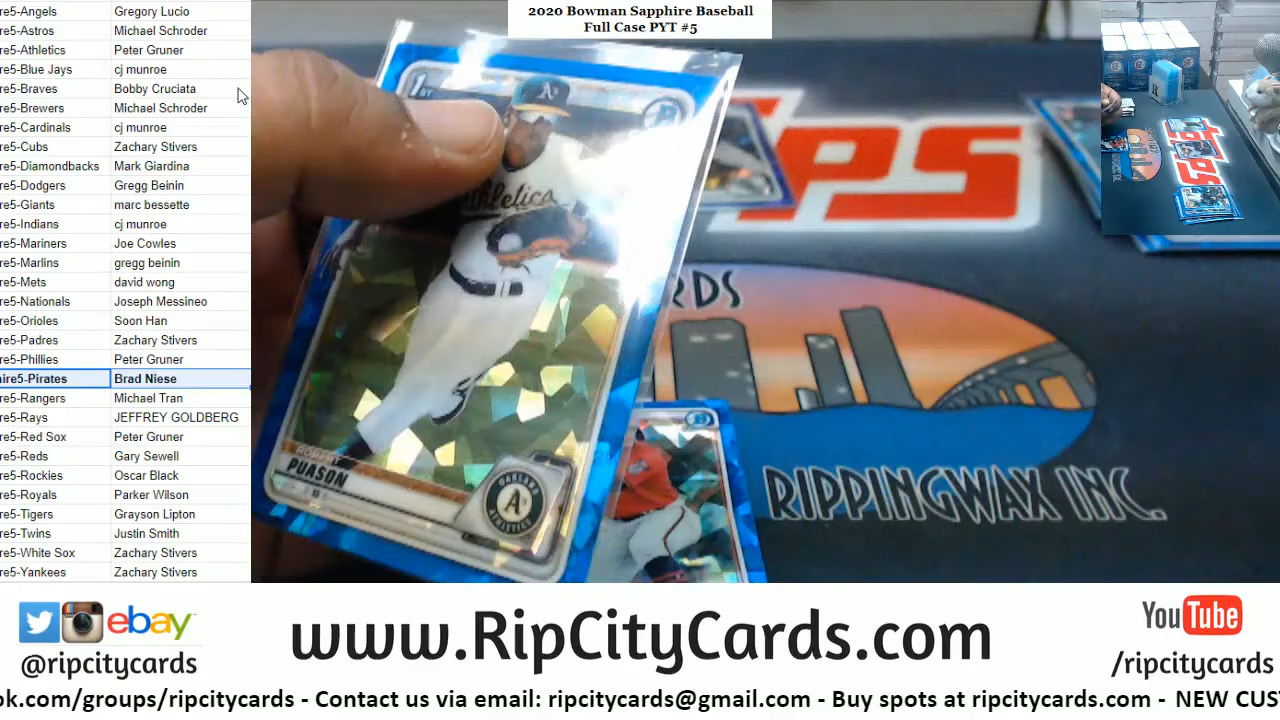 2020 Bowman Sapphire Baseball
Full Case PYT #5
re5-Angels Gregory Lucio
re5-Astros Michael Schroder
re5-Athletics Peter Gruner
re5-Blue Jays cj munroe
re5-Braves Bobby Cruciata
re5-Brewers Michael Schroder
re5-Cardinals cj munroe
re5-Cubs Zachary Stivers
re5-Diamondbacks Mark Giardina
re5-Dodgers Gregg Beinin
re5-Giants marc bessette
re5-Indians cj munroe
re5-Mariners Joe Cowles
re5-Marlins gregg beinin
re5-Mets david wong
re5-Nationals Joseph Messineo
re5-Orioles Soon Han
re5-Padres Zachary Stivers
re5-Phillies Peter Gruner
ire5-Pirates Brad Niese
re5-Rangers Michael Tran
re5-Rays JEFFREY GOLDBERG
re5-Red Sox Peter Gruner
re5-Reds Gary Sewell
re5-Rockies Oscar Black
re5-Royals Parker Wilson
re5-Tigers Grayson Lipton
re5-Twins Justin Smith
re5-White Sox Zachary Stivers
re5-Yankees Zachary Stivers
1ST
B
A's
thletics
PUASON
OAKLAND
A's
ATHLETICS
PS
RDS
RIPPINGWAX INC.
ebay
@ripcitycards
www.RipCityCards.com
YouTube
/ripcitycards
ok.com/groups/ripcitycards - Contact us via email: ripcitycards@gmail.com - Buy spots at ripcitycards.com - NEW CUS